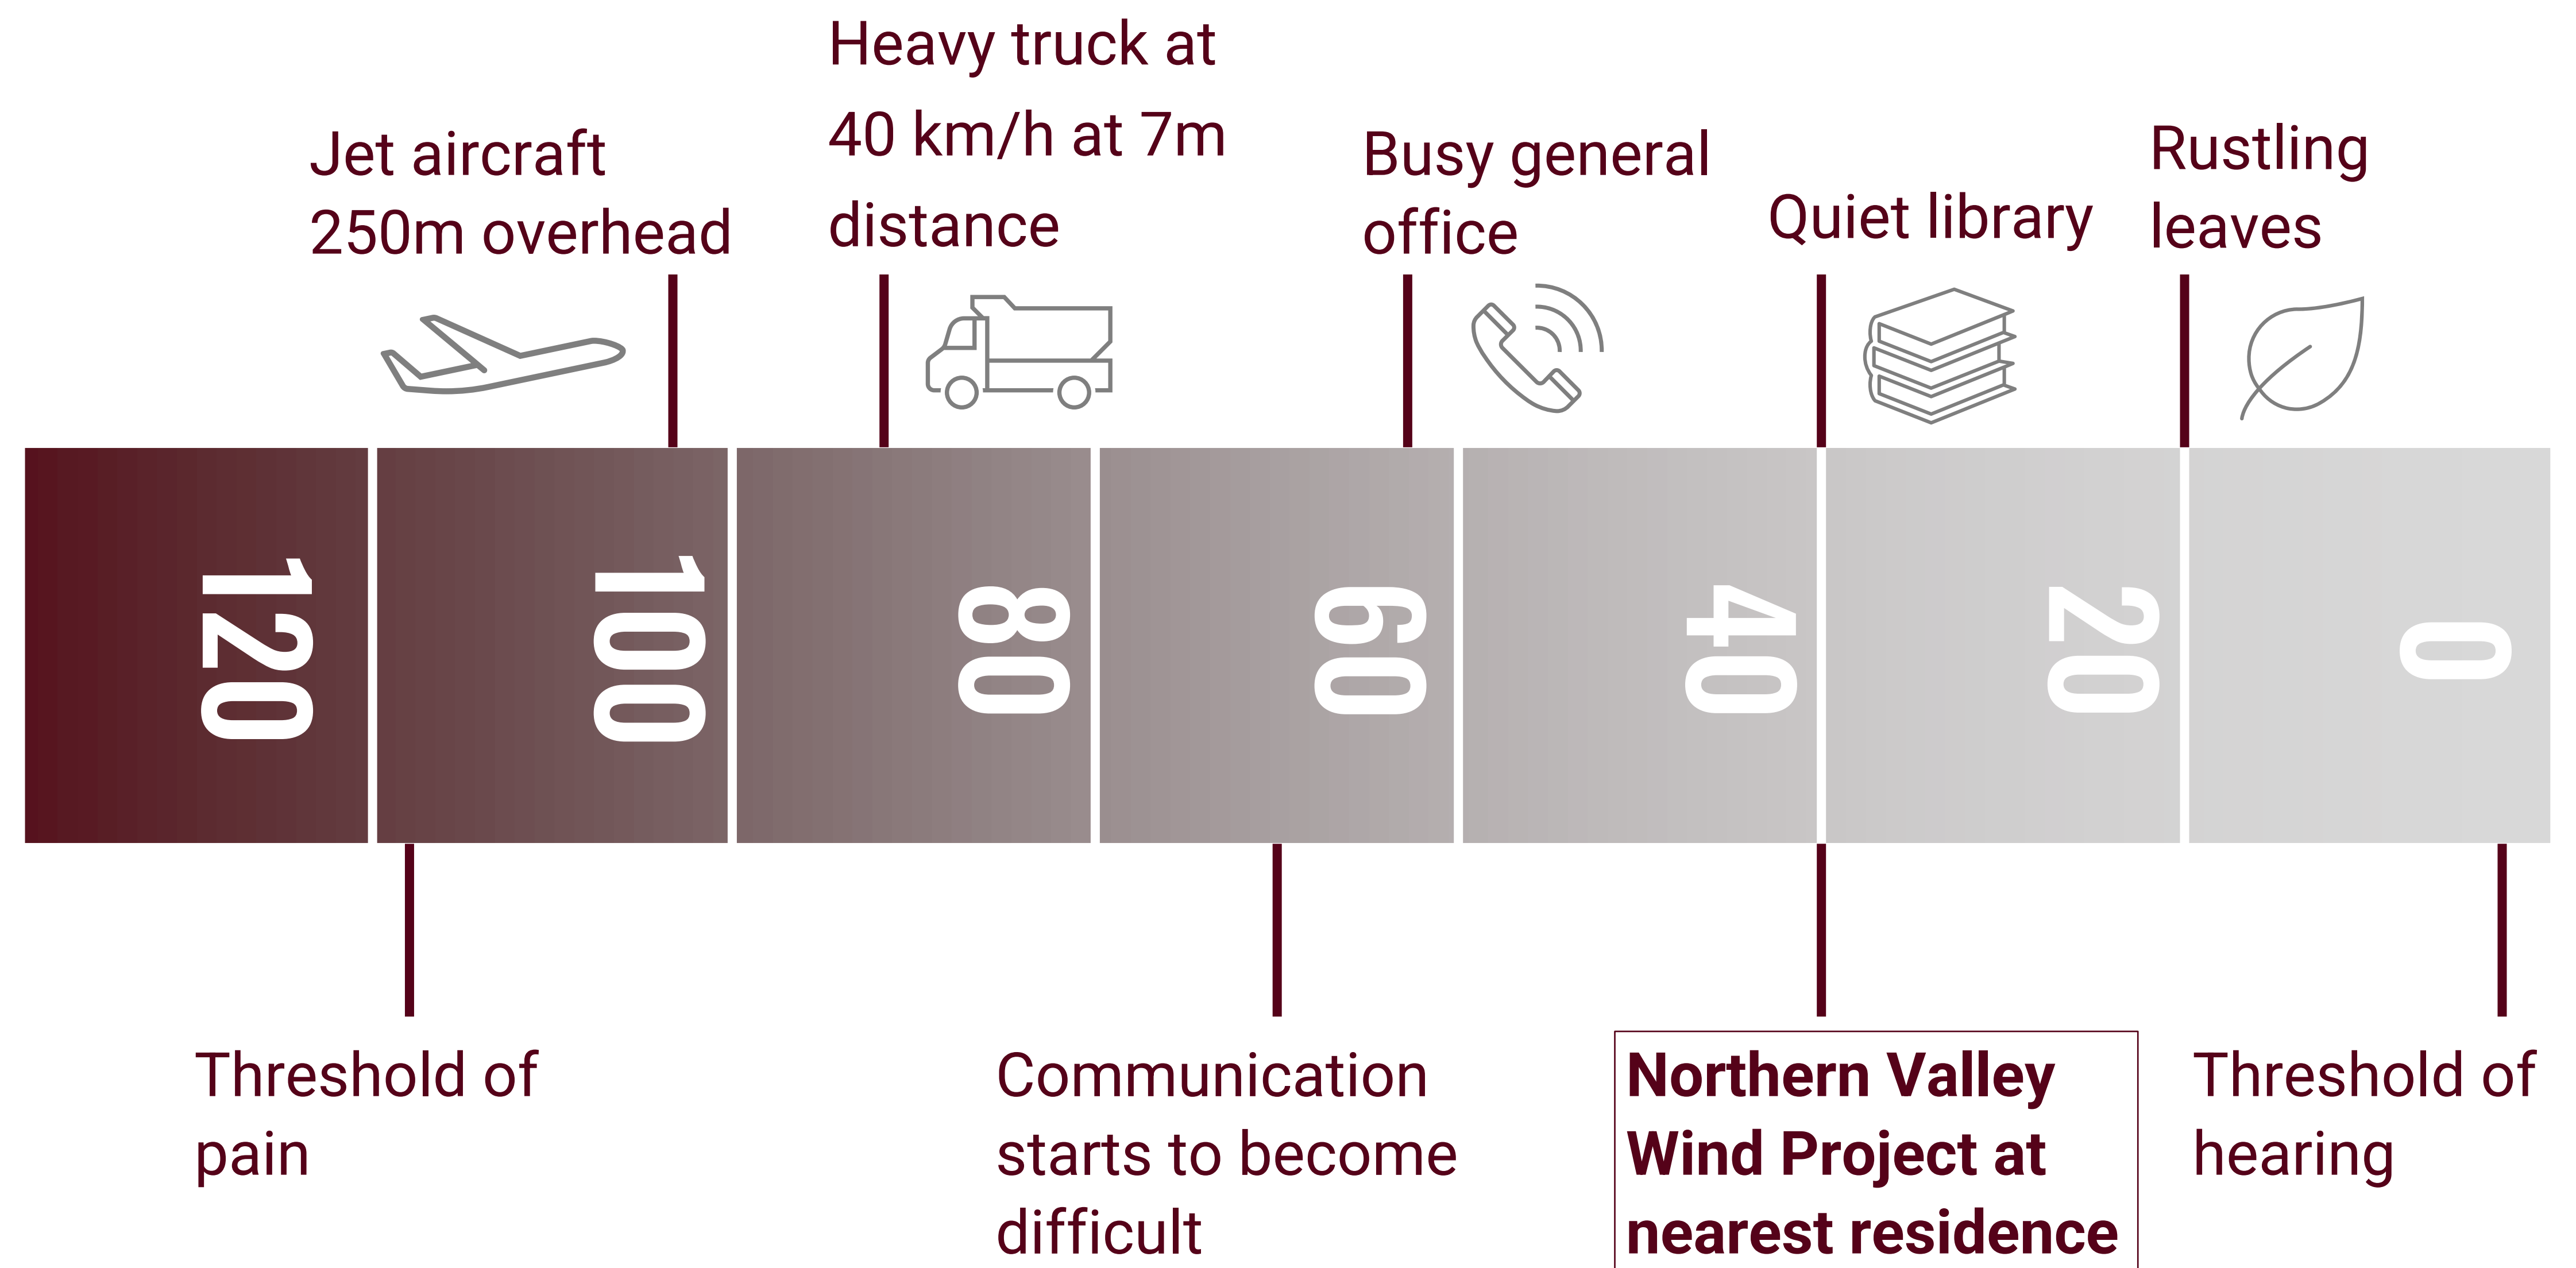 Heavy truck at
40 km/h at 7m
distance
Jet aircraft
250m overhead
Busy general
office
Quiet library
Rustling
leaves
120
100
80
60
40
20
0
Threshold of
pain
Communication
starts to become
difficult
Northern Valley
Wind Project at
nearest residence
Threshold of
hearing